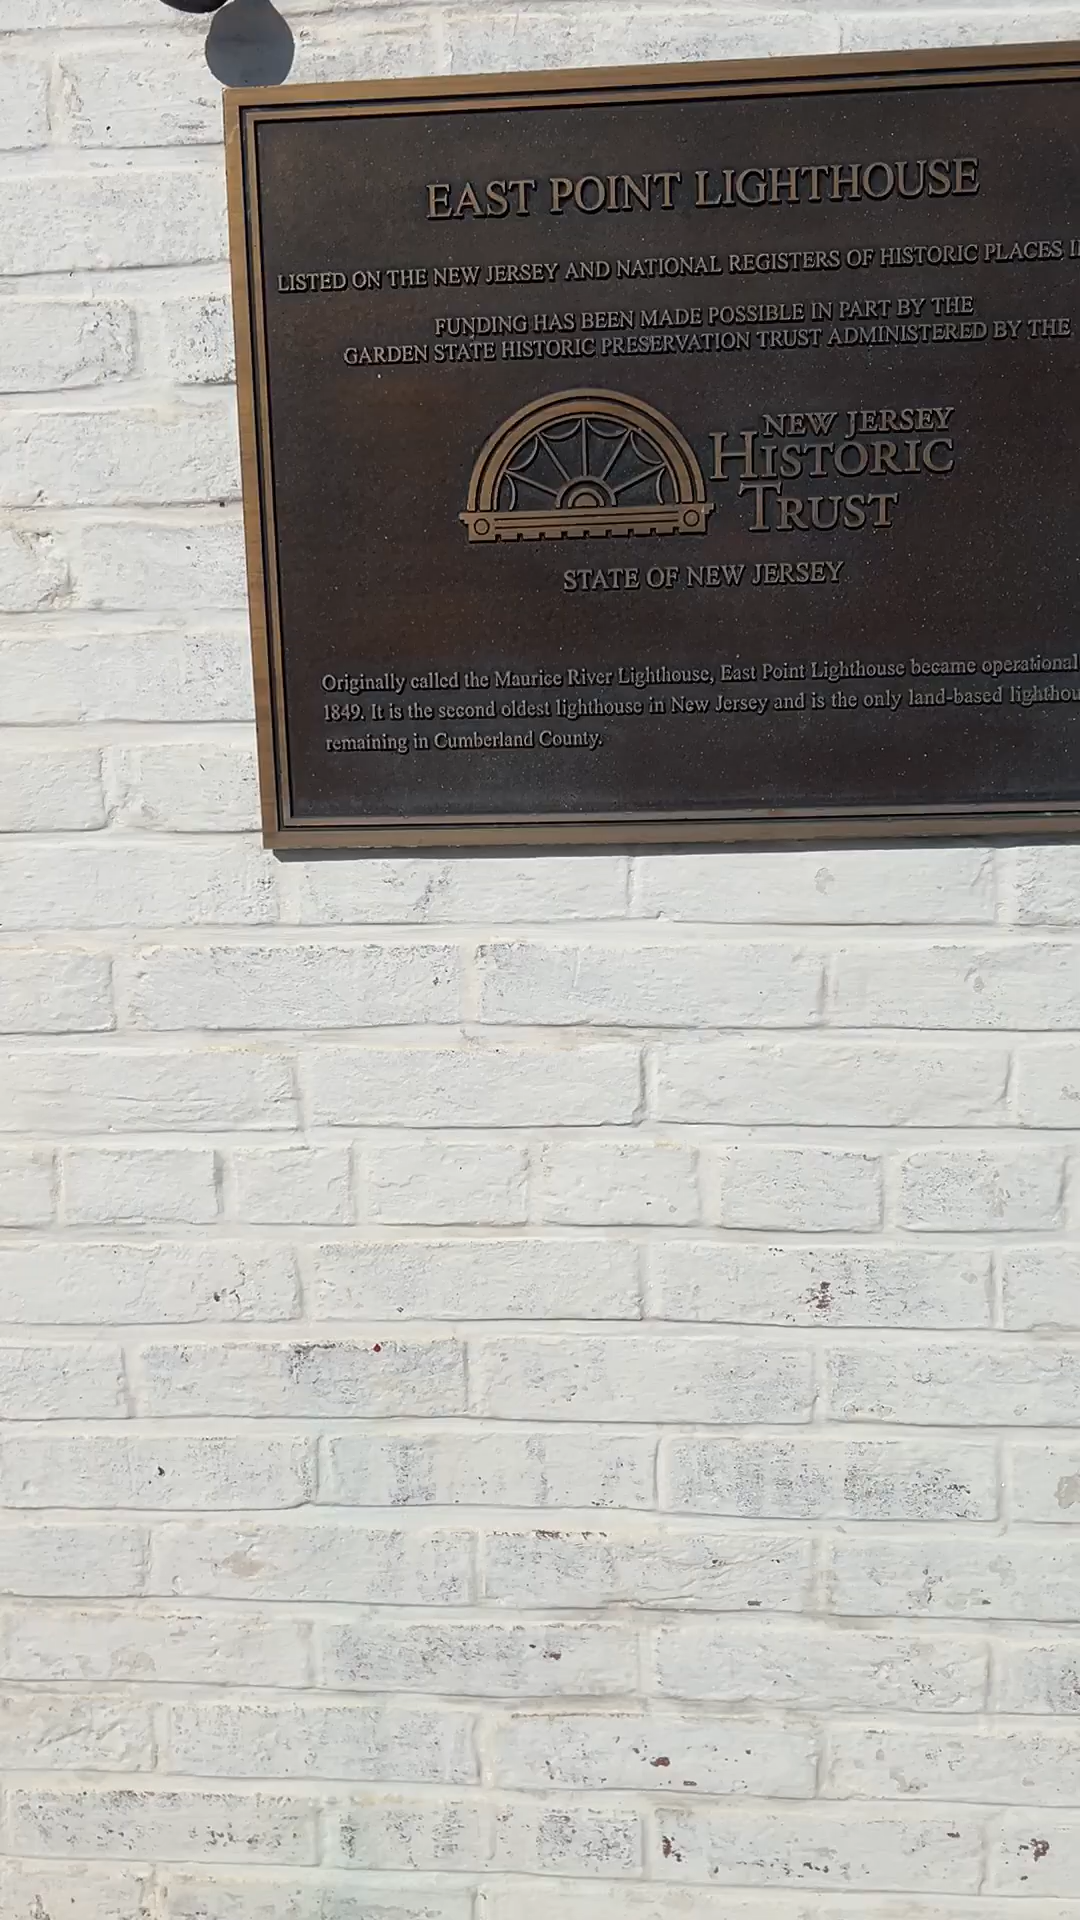 EAST POINT LIGHTHOUSE
LISTED ON THE NEW JERSEY AND NATIONAL REGISTERS OF HISTORIC PLACES
FUNDING HAS BEEN MADE POSSIBLE IN PART BY THE
GARDEN STATE HISTORIC PRESERVATION TRUST ADMINISTERED BY THE
NEW JERSEY
HISTORIC
TRUST
STATE OF NEW JERSEY
Originally called the Maurice River Lighthouse, East Point Lighthouse became operational
1849. It is the second oldest lighthouse in New Jersey and is the only land-based
remaining in Cumberland County.